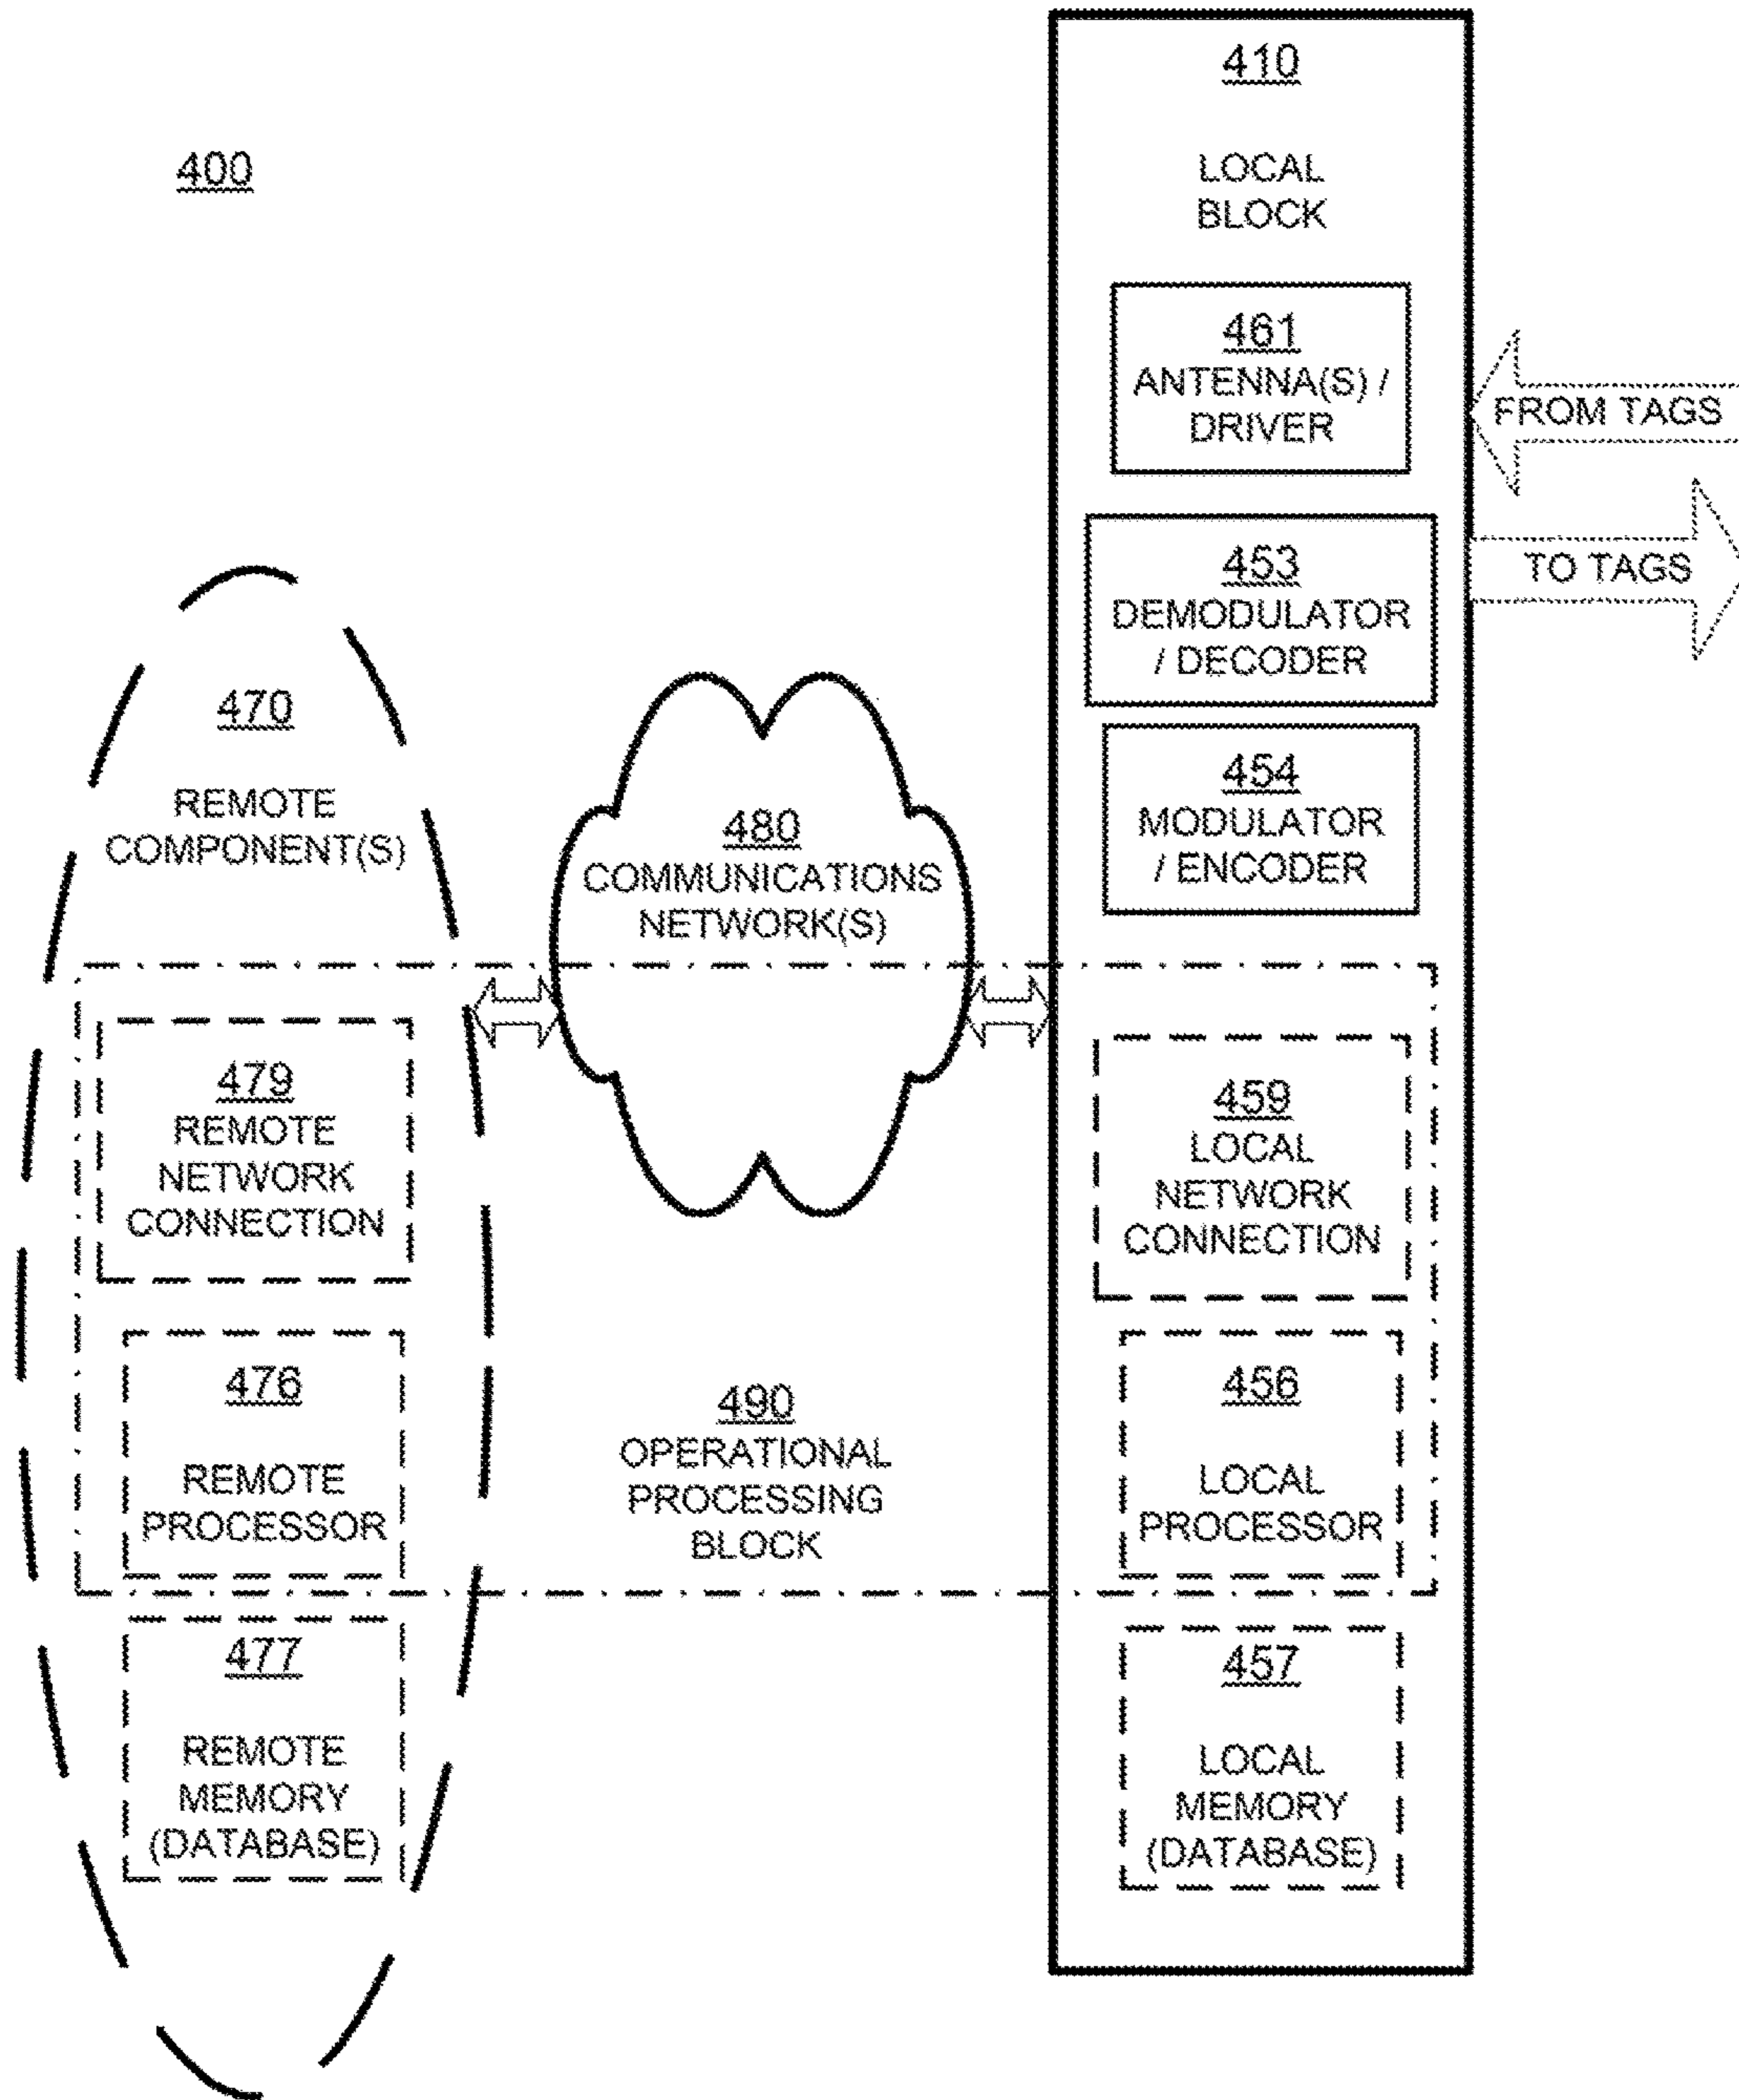 400
410
LOCAL
BLOCK
461
ANTENNA(S) /
DRIVER
FROM TAGS
TO TAGS
453
DEMODULATOR
/ DECODER
454
MODULATOR
/ ENCODER
470
REMOTE
COMPONENT(S)
480
COMMUNICATIONS
NETWORK(S)
479
REMOTE
NETWORK
CONNECTION
459
LOCAL
NETWORK
CONNECTION
476
REMOTE
PROCESSOR
490
OPERATIONAL
PROCESSING
BLOCK
456
LOCAL
PROCESSOR
477
REMOTE
MEMORY
(DATABASE)
457
LOCAL
MEMORY
(DATABASE)